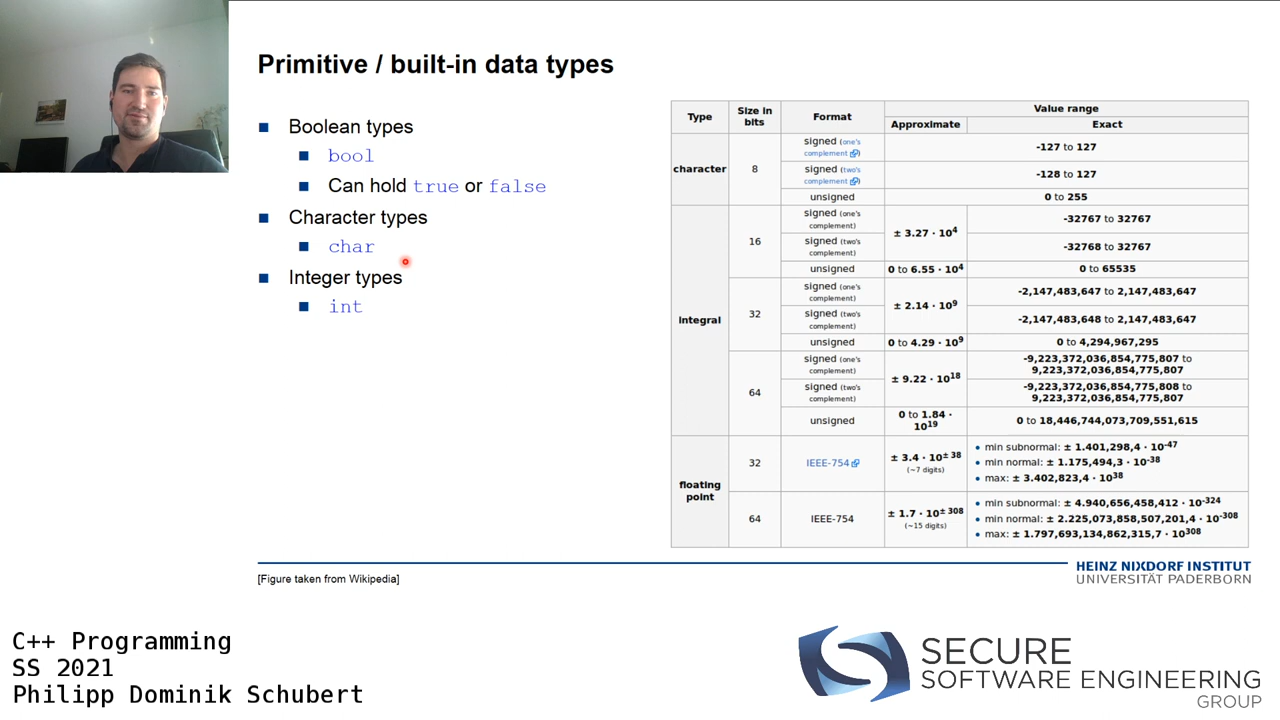 Primitive / built-in data types
Boolean types
bool
Can hold true or false
Character types
char
Integer types
int
Type
Size in
bits
Format
Value range
Approximate
Exact
character
8
signed (one's
complement)
-127 to 127
signed (two's
complement)
-128 to 127
unsigned
0 to 255
integral
16
signed (one's
complement)
± 3.27 · 10⁴
-32767 to 32767
signed (two's
complement)
-32768 to 32767
unsigned
0 to 6.55 · 10⁴
0 to 65535
32
signed (one's
complement)
± 2.14 · 10⁹
-2,147,483,647 to 2,147,483,647
signed (two's
complement)
-2,147,483,648 to 2,147,483,647
unsigned
0 to 4.29 · 10⁹
0 to 4,294,967,295
64
signed (one's
complement)
± 9.22 · 10¹⁸
-9,223,372,036,854,775,807 to
9,223,372,036,854,775,807
signed (two's
complement)
-9,223,372,036,854,775,808 to
9,223,372,036,854,775,807
unsigned
0 to 1.84 ·
10¹⁹
0 to 18,446,744,073,709,551,615
floating
point
32
IEEE-754
± 3.4 · 10± ³⁸
(~7 digits)
min subnormal: ± 1.401,298,4 · 10⁻⁴⁷
min normal: ± 1.175,494,3 · 10⁻³⁸
max: ± 3.402,823,4 · 10³⁸
64
IEEE-754
± 1.7 · 10± ³⁰⁸
(~15 digits)
min subnormal: ± 4.940,656,458,412 · 10⁻³²⁴
min normal: ± 2.225,073,858,507,201,4 · 10⁻³⁰⁸
max: ± 1.797,693,134,862,315,7 · 10³⁰⁸
[Figure taken from Wikipedia]
HEINZ NIXDORF INSTITUT
UNIVERSITÄT PADERBORN
C++ Programming
SS 2021
Philipp Dominik Schubert
SECURE
SOFTWARE ENGINEERING
GROUP